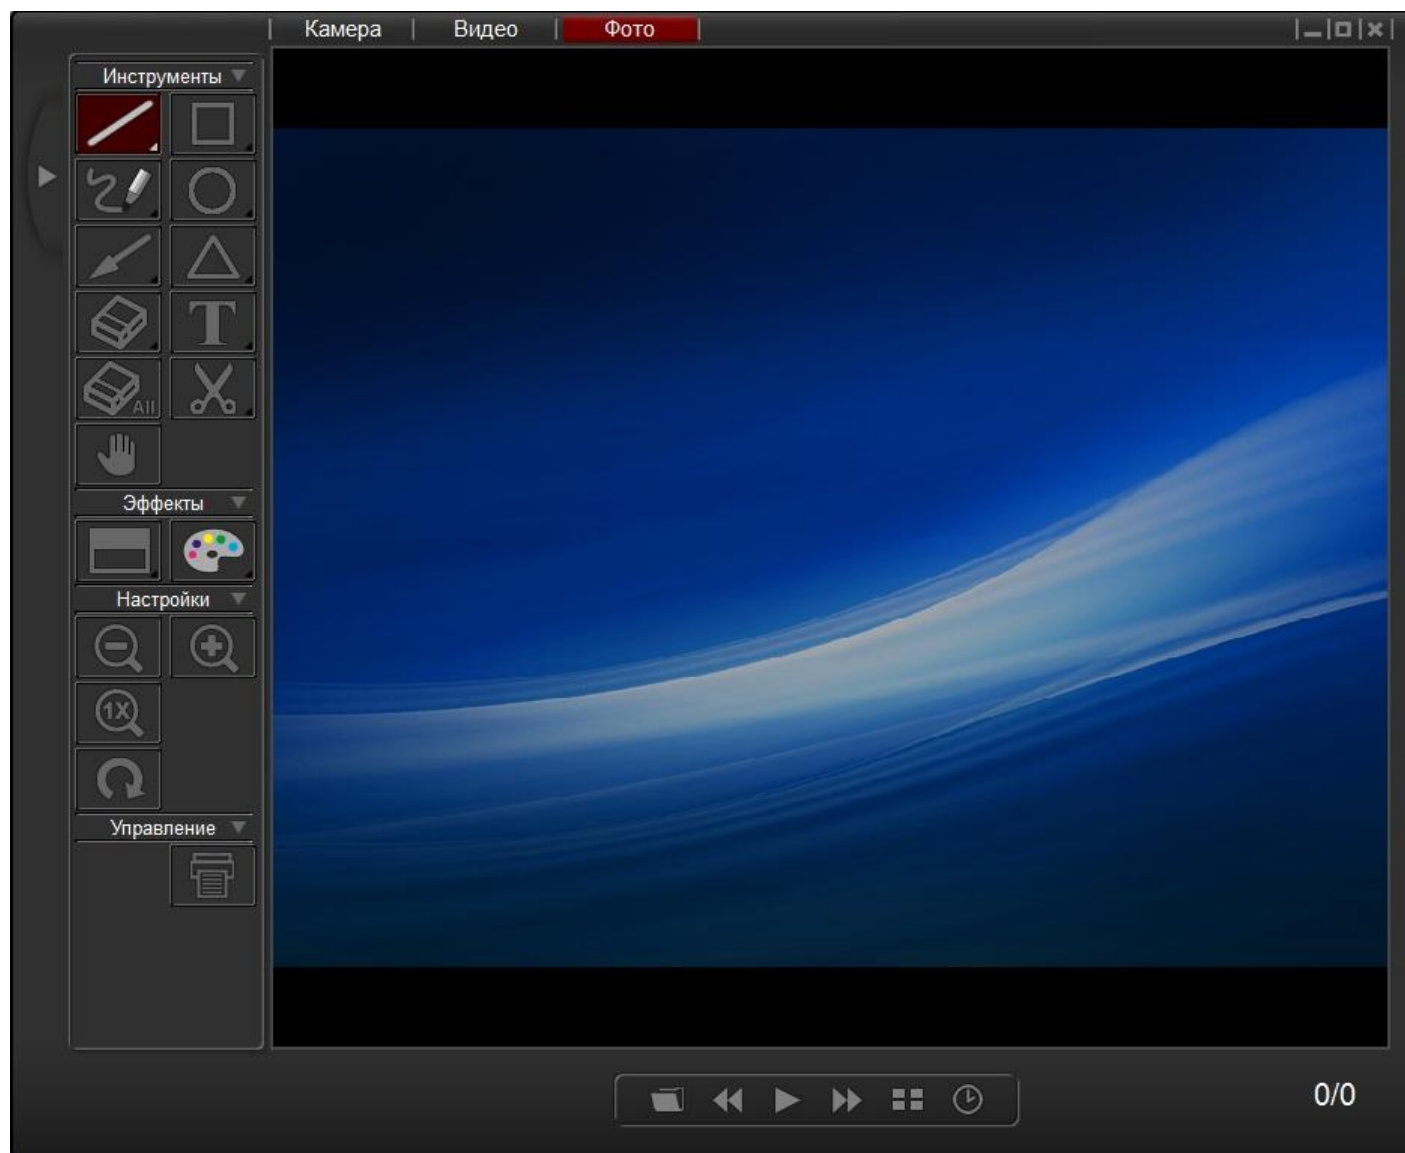 Камера
Видео
Фото
Инструменты
T
All
Эффекты
Настройки
1X
Управление
0/0